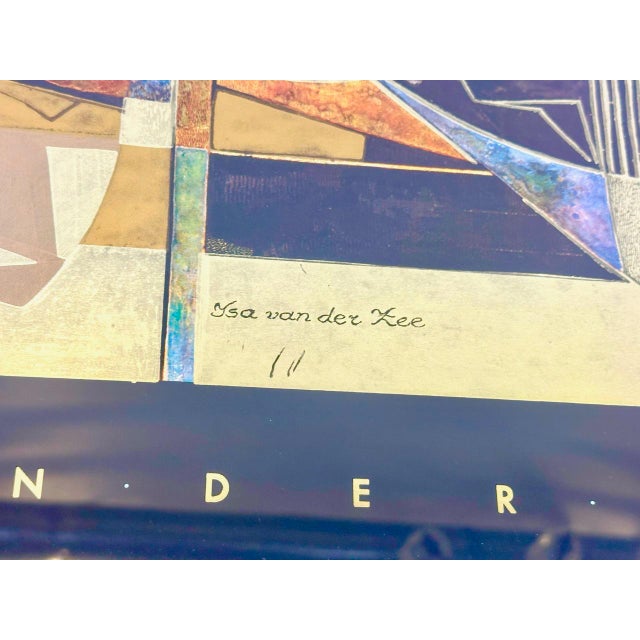 Isa van der Zee
N · D E R ·